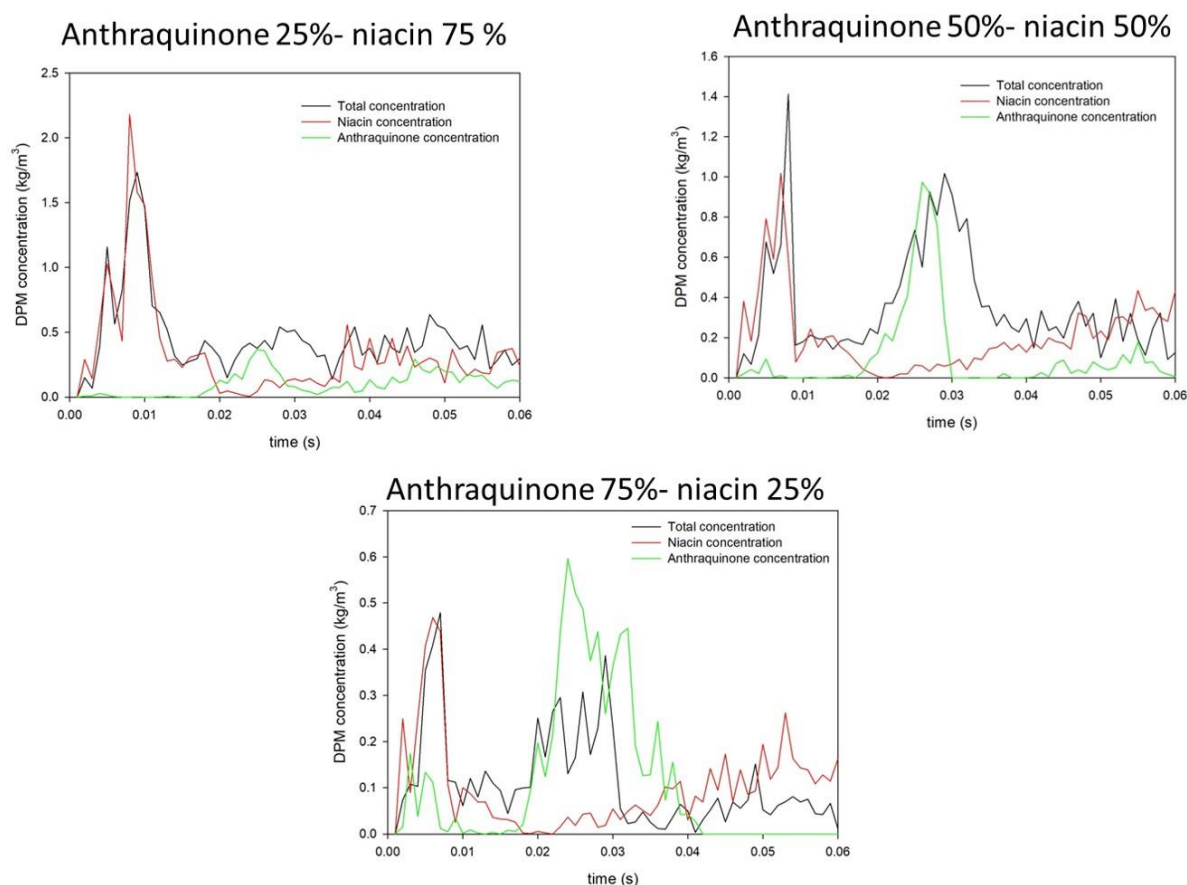 Anthraquinone 25%- niacin 75 %
2.5
2.0
1.5
1.0
0.5
0.0
DPM concentration (kg/m³)
Total concentration
Niacin concentration
Anthraquinone concentration
0.00 0.01 0.02 0.03 0.04 0.05 0.06
time (s)
Anthraquinone 50%- niacin 50%
1.6
1.4
1.2
1.0
0.8
0.6
0.4
0.2
0.0
DPM concentration (kg/m³)
Total concentration
Niacin concentration
Anthraquinone concentration
0.00 0.01 0.02 0.03 0.04 0.05 0.06
time (s)
Anthraquinone 75%- niacin 25%
0.7
0.6
0.5
0.4
0.3
0.2
0.1
0.0
DPM concentration (kg/m³)
Total concentration
Niacin concentration
Anthraquinone concentration
0.00 0.01 0.02 0.03 0.04 0.05 0.06
time (s)